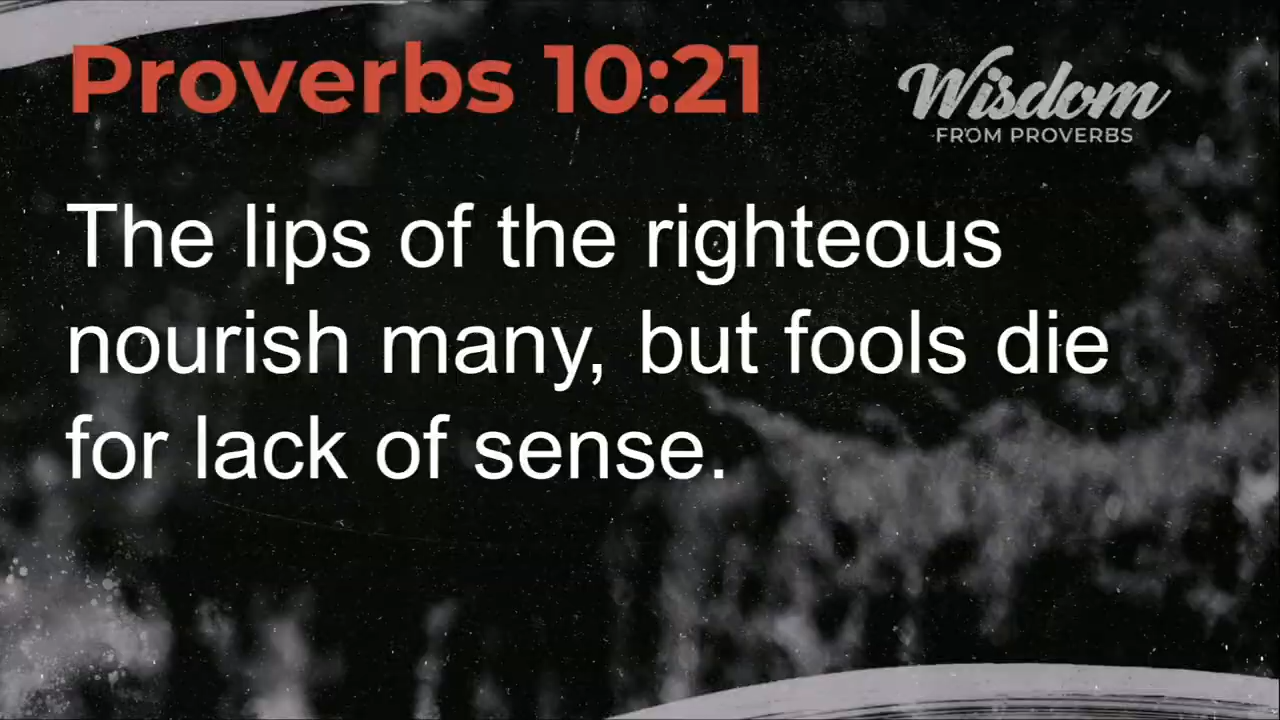 Proverbs 10:21
Wisdom
FROM PROVERBS
The lips of the righteous
nourish many, but fools die
for lack of sense.